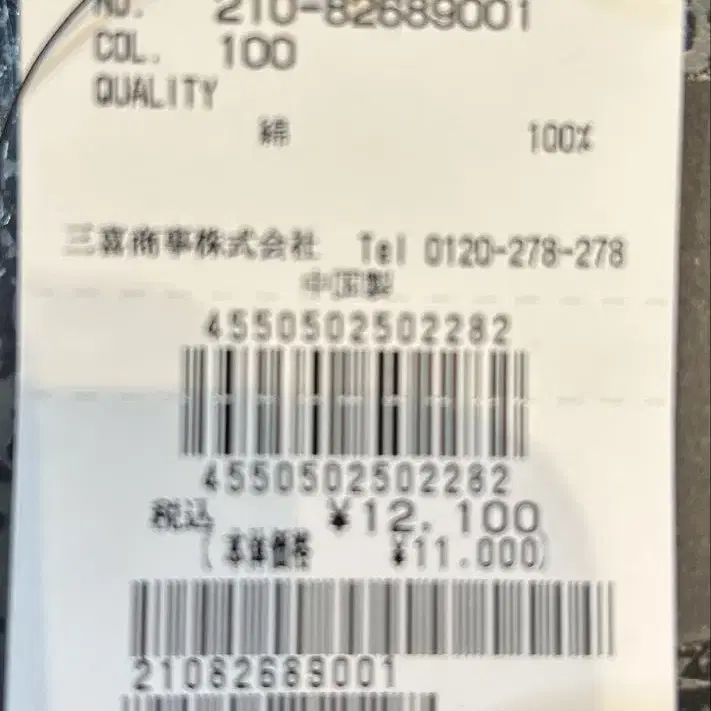 NO. 210-82689001
COL. 100
QUALITY
綿 100%
三喜商事株式会社 Tel 0120-278-278
中国製
4550502502282
4550502502282
税込 ¥12.100
(本体価格 ¥11.000)
21082689001